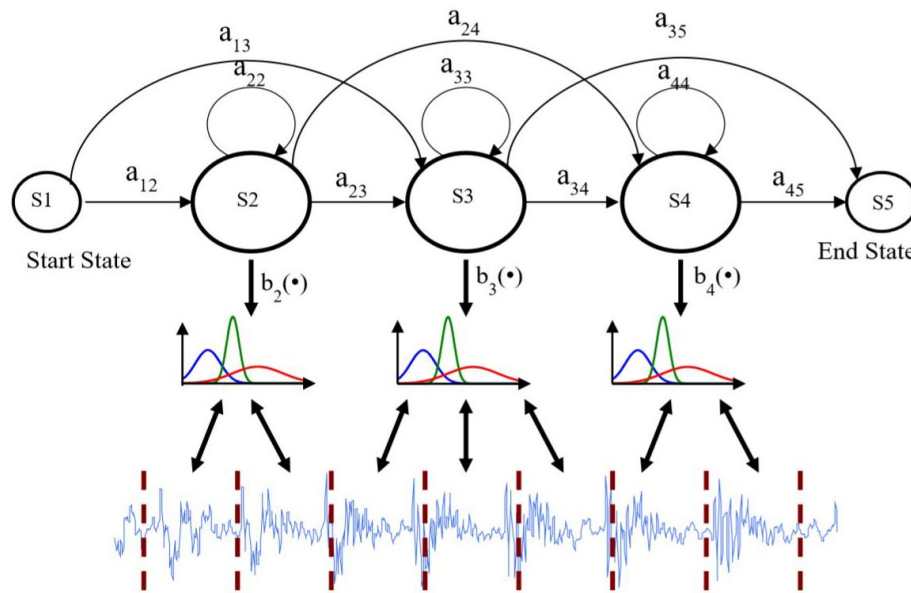 a13 a24 a35
a22 a33 a44
a12 a23 a34 a45
S1 S2 S3 S4 S5
Start State End State
b2(•) b3(•) b4(•)